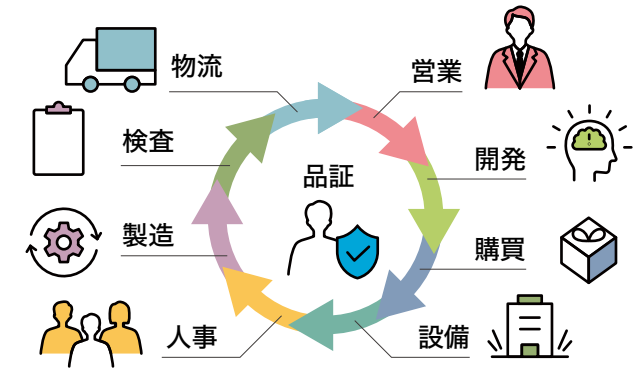 物流
営業
検査
開発
品証
製造
購買
人事
設備